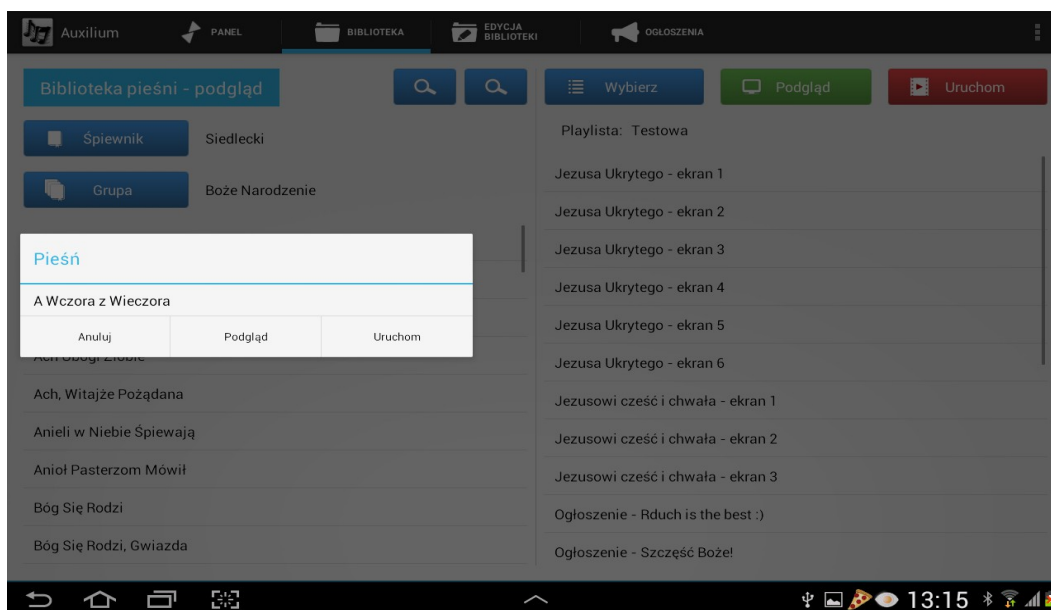 Auxilium
PANEL
BIBLIOTEKA
EDYCJA
BIBLIOTEKI
OGŁOSZENIA
Biblioteka pieśni - podgląd
Śpiewnik
Siedlecki
Grupa
Boże Narodzenie
Pieśń
A Wczora z Wieczora
Anuluj
Podgląd
Uruchom
Ach, Witajże Pożądana
Anieli w Niebie Śpiewają
Anioł Pasterzom Mówił
Bóg Się Rodzi
Bóg Się Rodzi, Gwiazda
Wybierz
Podgląd
Uruchom
Playlista: Testowa
Jezusa Ukrytego - ekran 1
Jezusa Ukrytego - ekran 2
Jezusa Ukrytego - ekran 3
Jezusa Ukrytego - ekran 4
Jezusa Ukrytego - ekran 5
Jezusa Ukrytego - ekran 6
Jezusowi cześć i chwała - ekran 1
Jezusowi cześć i chwała - ekran 2
Jezusowi cześć i chwała - ekran 3
Ogłoszenie - Rduch is the best :)
Ogłoszenie - Szczęść Boże!
13:15